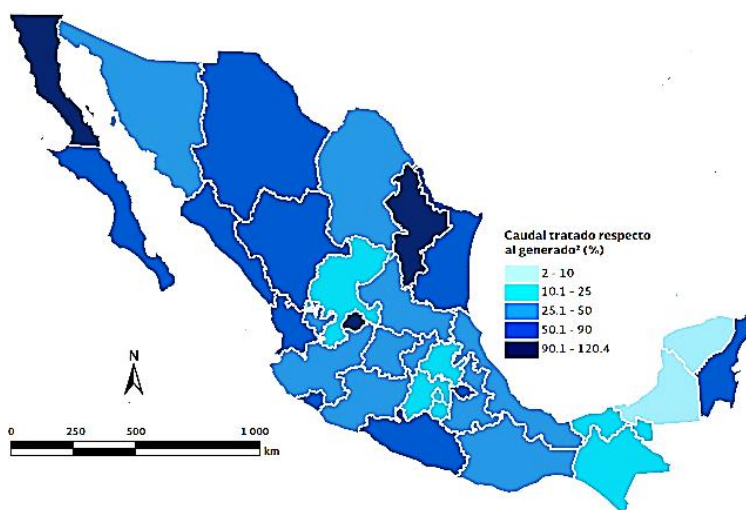 Caudal tratado respecto
al generado² (%)
2 - 10
10.1 - 25
25.1 - 50
50.1 - 90
90.1 - 120.4
N
0 250 500 1 000
km